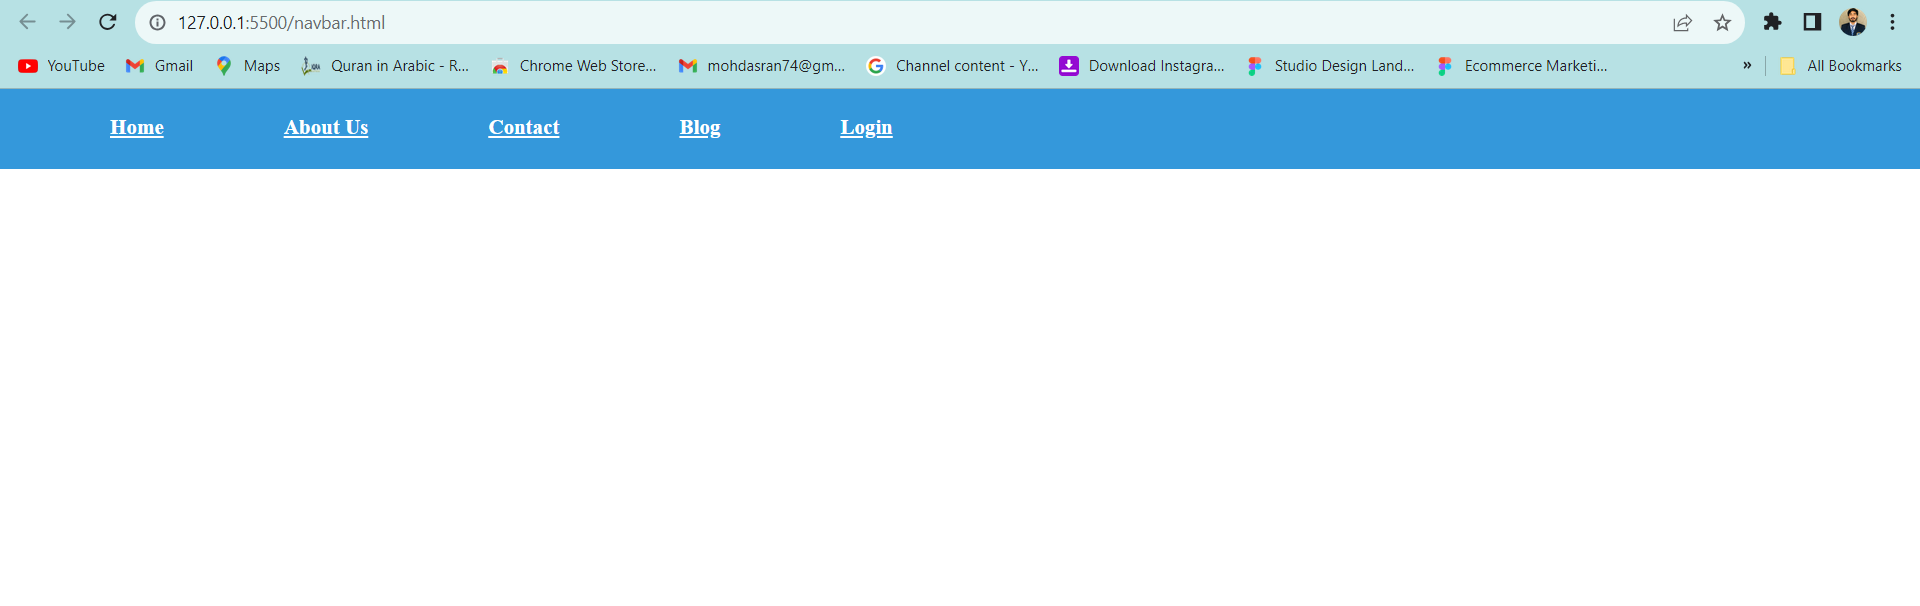 127.0.0.1:5500/navbar.html
YouTube Gmail Maps Quran in Arabic - R... Chrome Web Store... mohdasran74@gm... Channel content - Y... Download Instagra... Studio Design Land... Ecommerce Marketi... » All Bookmarks
Home About Us Contact Blog Login